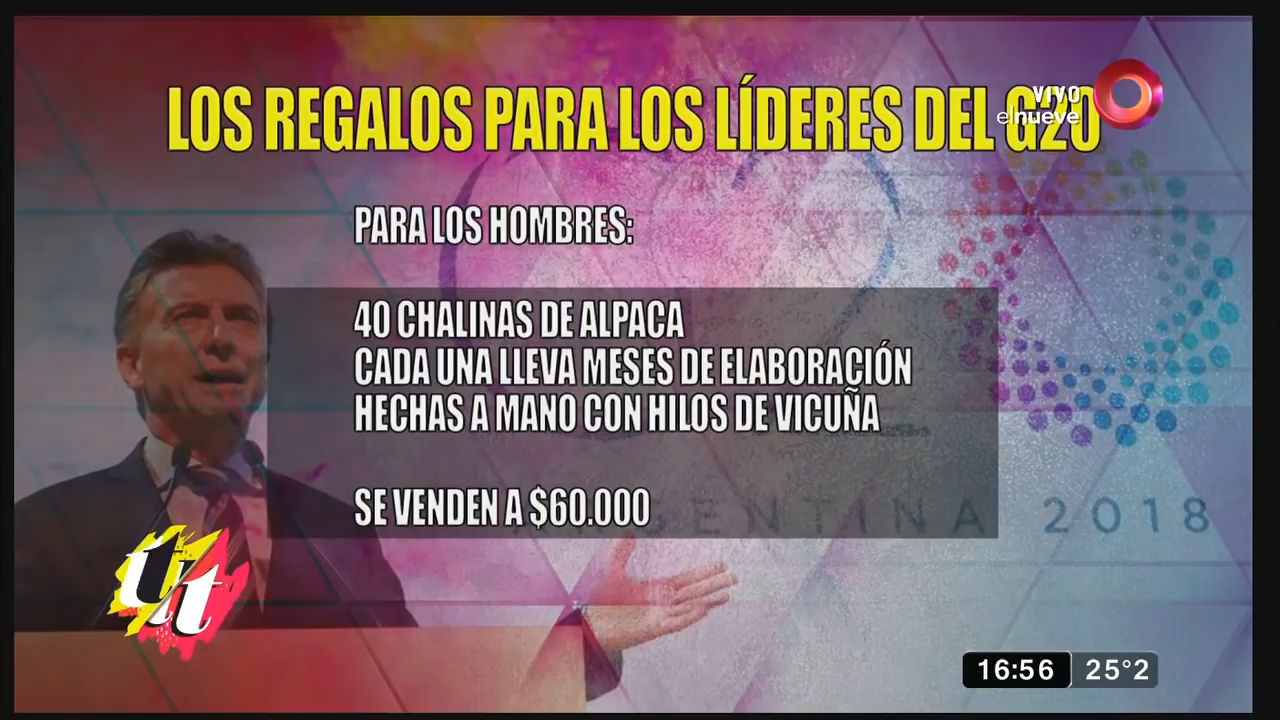 LOS REGALOS PARA LOS LÍDERES DEL G20
VIVO
elnueve
PARA LOS HOMBRES:
40 CHALINAS DE ALPACA
CADA UNA LLEVA MESES DE ELABORACIÓN
HECHAS A MANO CON HILOS DE VICUÑA
SE VENDEN A $60.000
ARGENTINA 2018
16:56 25°2